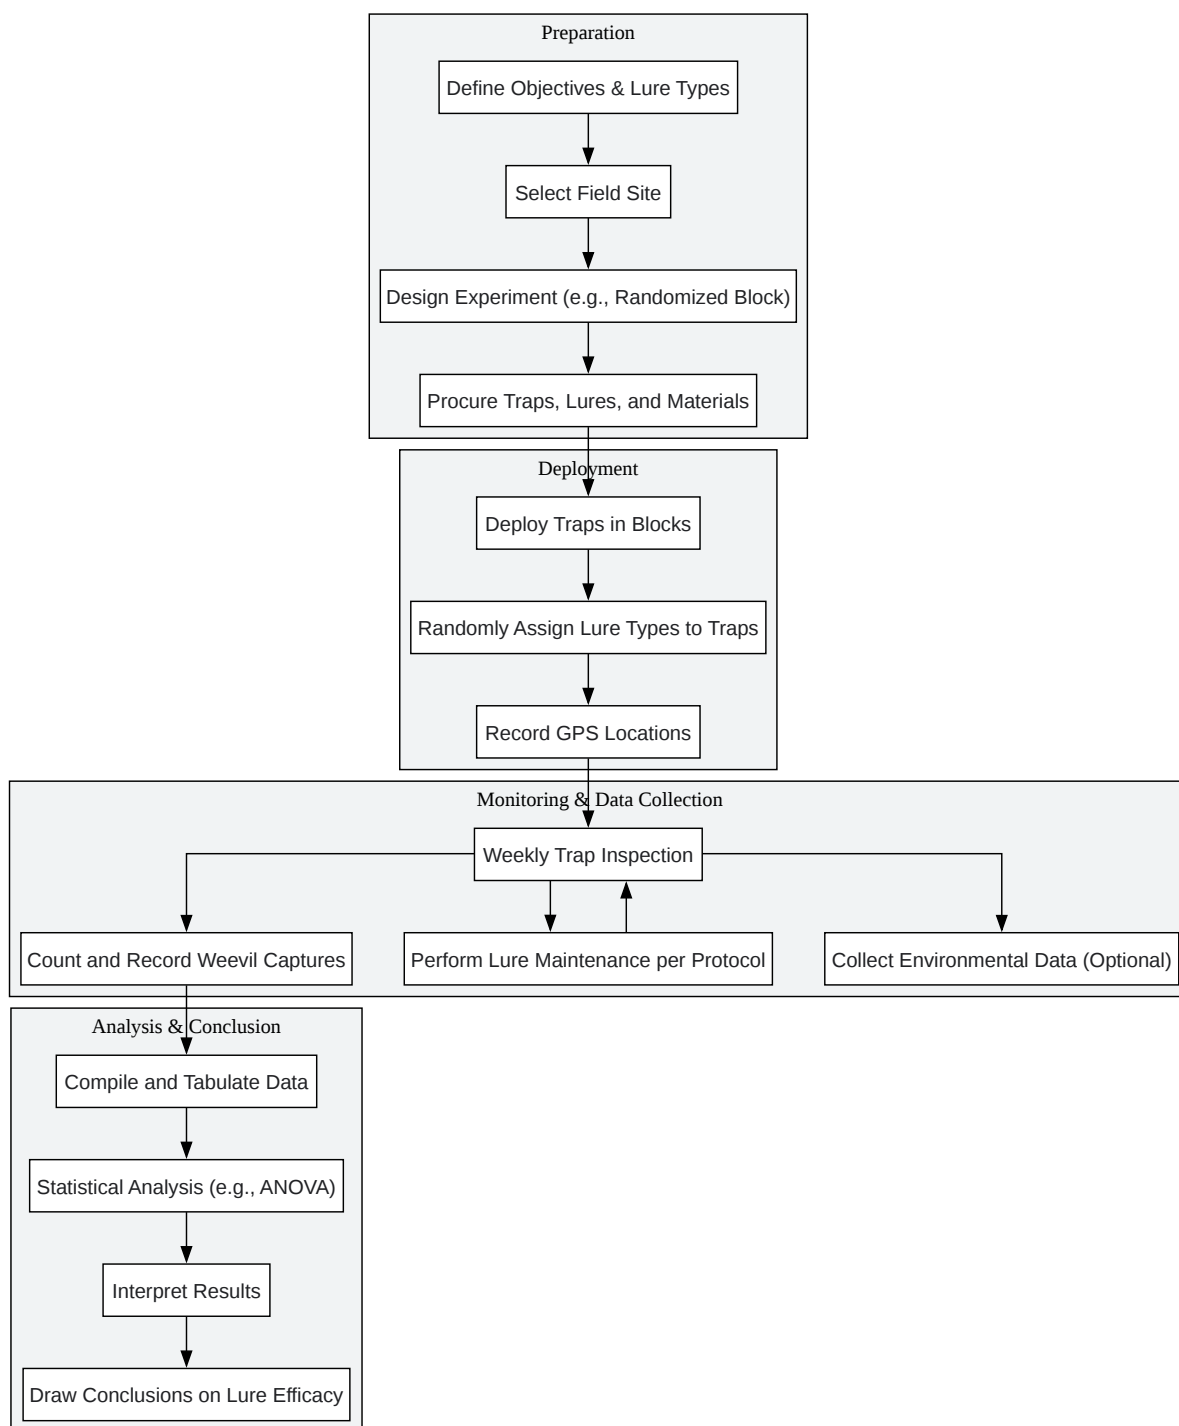 Preparation
Define Objectives & Lure Types
Select Field Site
Design Experiment (e.g., Randomized Block)
Procure Traps, Lures, and Materials
Deployment
Deploy Traps in Blocks
Randomly Assign Lure Types to Traps
Record GPS Locations
Monitoring & Data Collection
Weekly Trap Inspection
Count and Record Weevil Captures
Perform Lure Maintenance per Protocol
Collect Environmental Data (Optional)
Analysis & Conclusion
Compile and Tabulate Data
Statistical Analysis (e.g., ANOVA)
Interpret Results
Draw Conclusions on Lure Efficacy